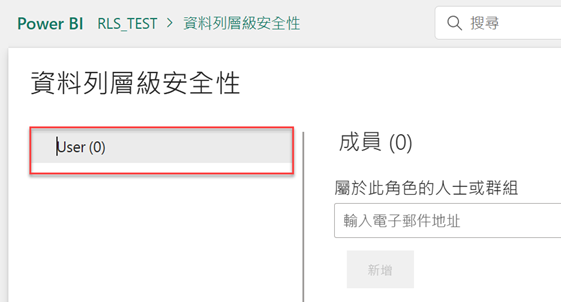 Power BI RLS_TEST > 資料列層級安全性
搜尋
資料列層級安全性
User (0)
成員 (0)
屬於此角色的人士或群組
輸入電子郵件地址
新增